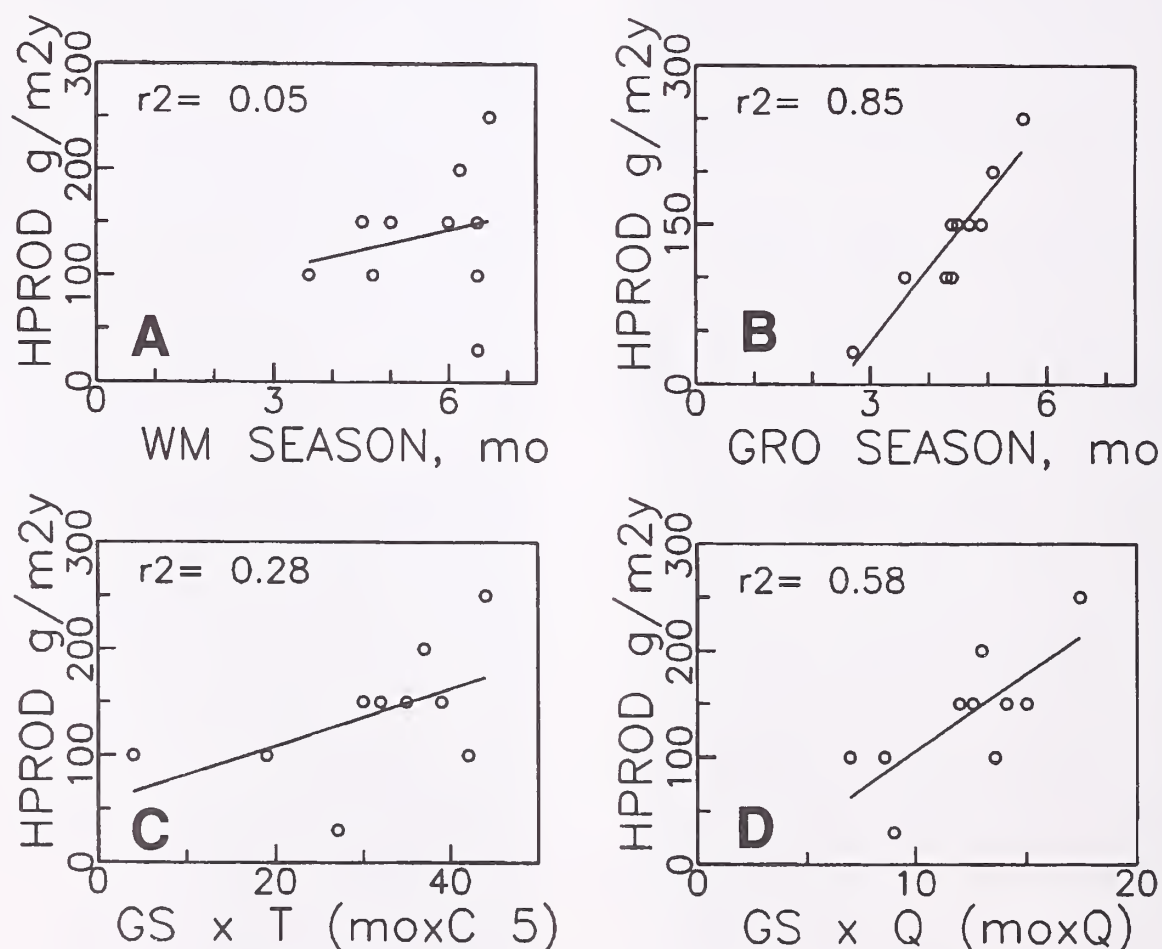 HPROD g/m2y
300
200
100
0
r2= 0.05
A
0 3 6
WM SEASON, mo
HPROD g/m2y
300
150
0
r2= 0.85
B
3 6
GRO SEASON, mo
HPROD g/m2y
300
200
100
0
r2= 0.28
C
0 20 40
GS x T (moxC 5)
HPROD g/m2y
300
200
100
0
r2= 0.58
D
0 10 20
GS x Q (moxQ)